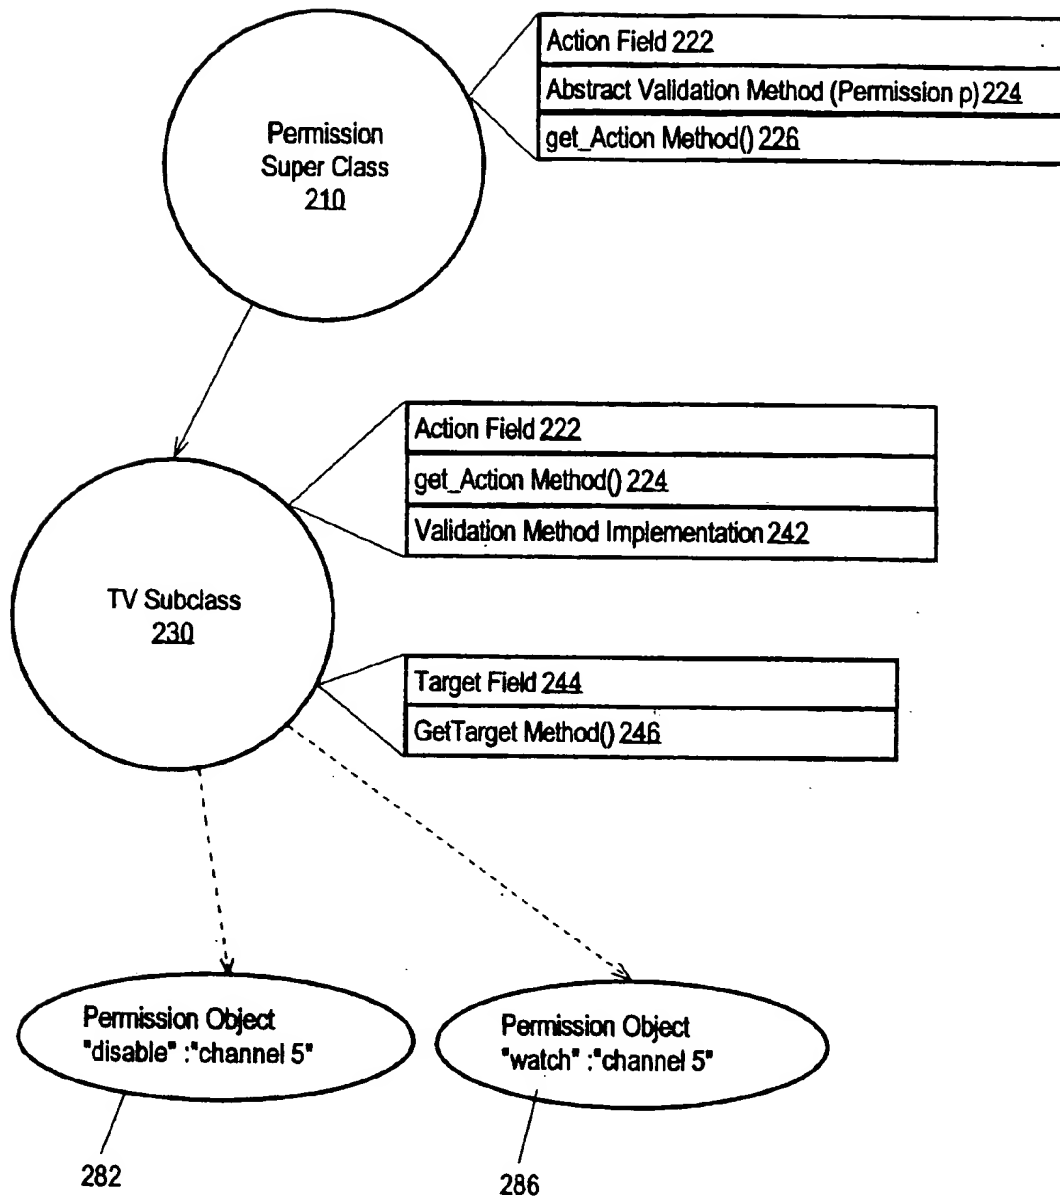 Action Field 222
Abstract Validation Method (Permission p) 224
get_Action Method() 226
Permission
Super Class
210
Action Field 222
get_Action Method() 224
Validation Method Implementation 242
TV Subclass
230
Target Field 244
GetTarget Method() 246
Permission Object
"disable" :"channel 5"
Permission Object
"watch" :"channel 5"
282
286